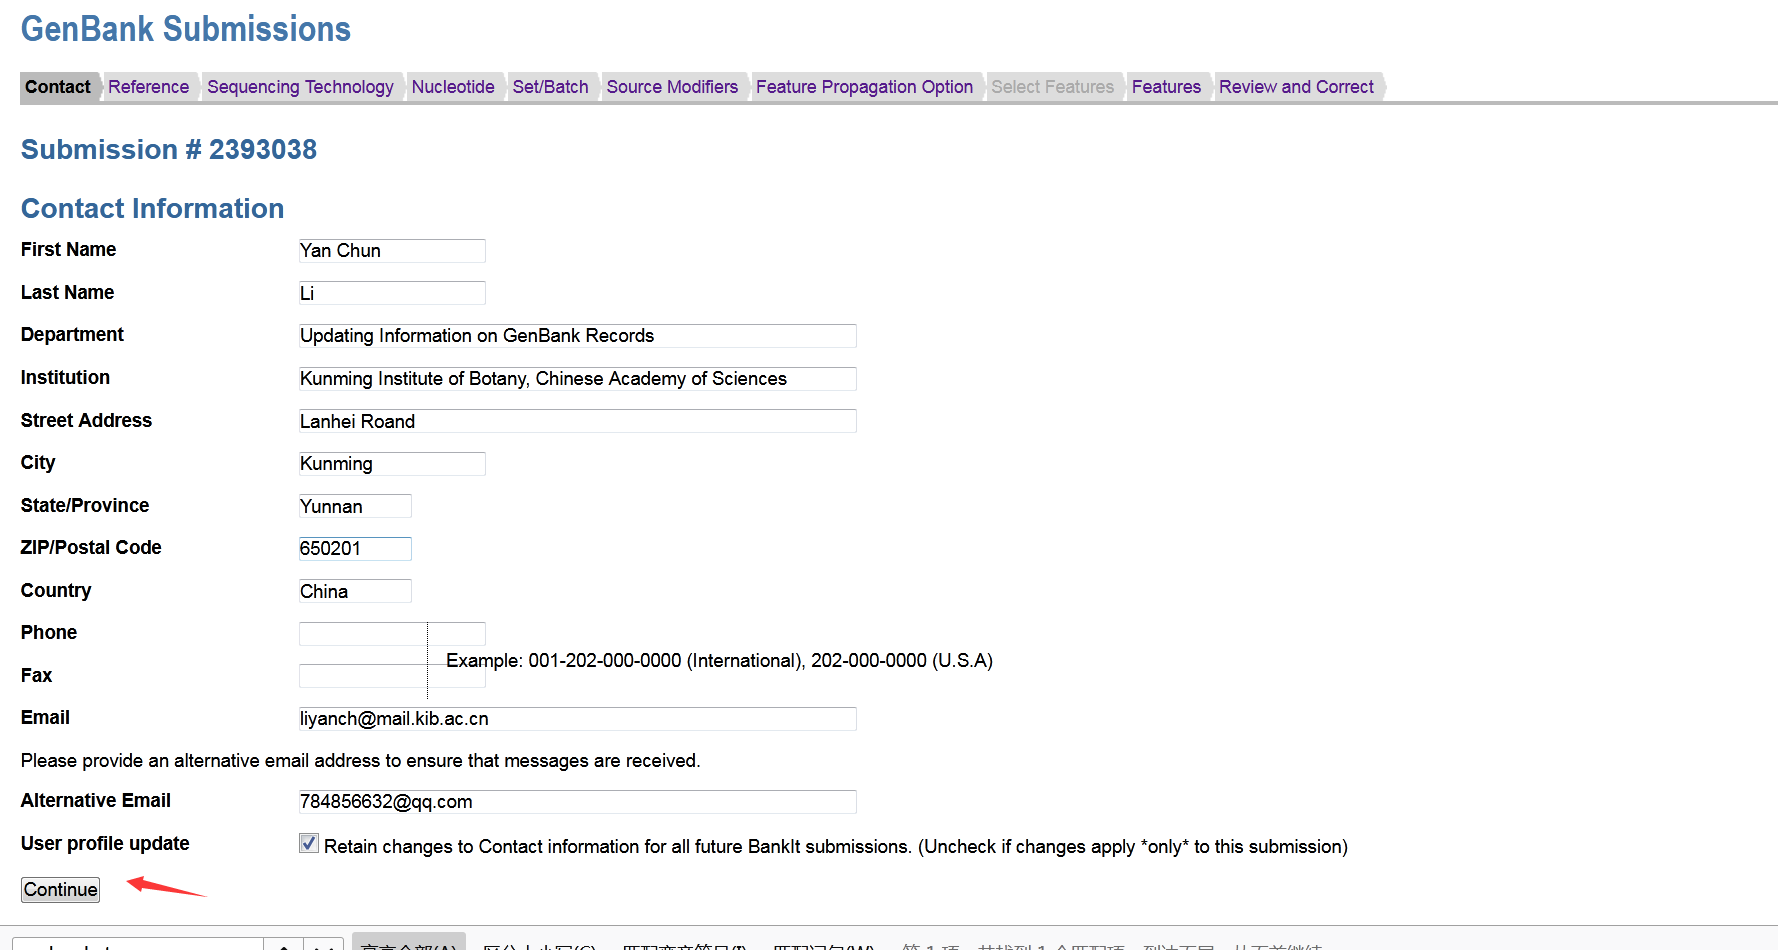 GenBank Submissions
Contact Reference Sequencing Technology Nucleotide Set/Batch Source Modifiers Feature Propagation Option Select Features Features Review and Correct
Submission # 2393038
Contact Information
First Name Yan Chun
Last Name Li
Department Updating Information on GenBank Records
Institution Kunming Institute of Botany, Chinese Academy of Sciences
Street Address Lanhei Roand
City Kunming
State/Province Yunnan
ZIP/Postal Code 650201
Country China
Phone
Example: 001-202-000-0000 (International), 202-000-0000 (U.S.A)
Fax
Email liyanch@mail.kib.ac.cn
Please provide an alternative email address to ensure that messages are received.
Alternative Email 784856632@qq.com
User profile update Retain changes to Contact information for all future BankIt submissions. (Uncheck if changes apply *only* to this submission)
Continue